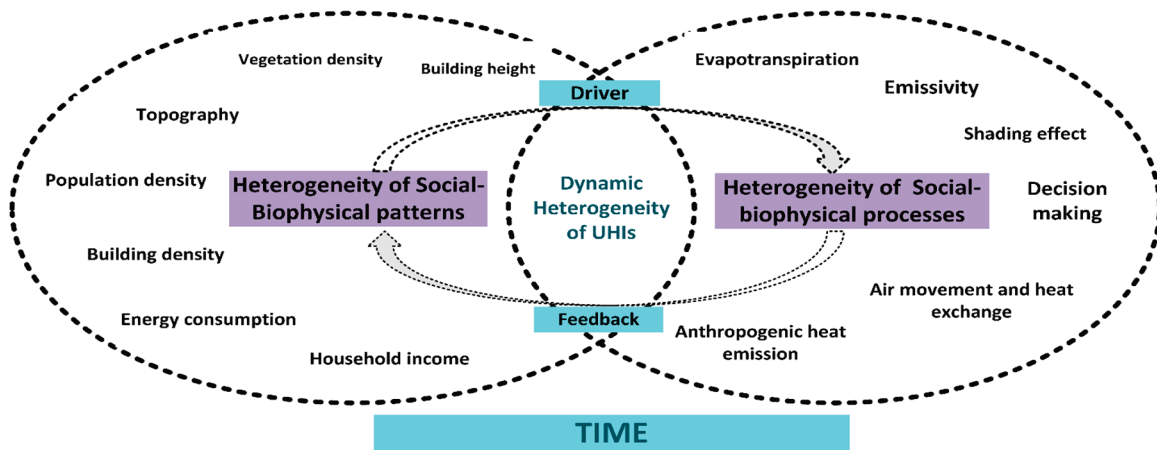 Vegetation density
Building height
Topography
Population density
Heterogeneity of Social-
Biophysical patterns
Building density
Energy consumption
Household income
Driver
Dynamic
Heterogeneity
of UHIs
Feedback
Evapotranspiration
Emissivity
Shading effect
Heterogeneity of Social-
biophysical processes
Decision
making
Air movement and heat
exchange
Anthropogenic heat
emission
TIME